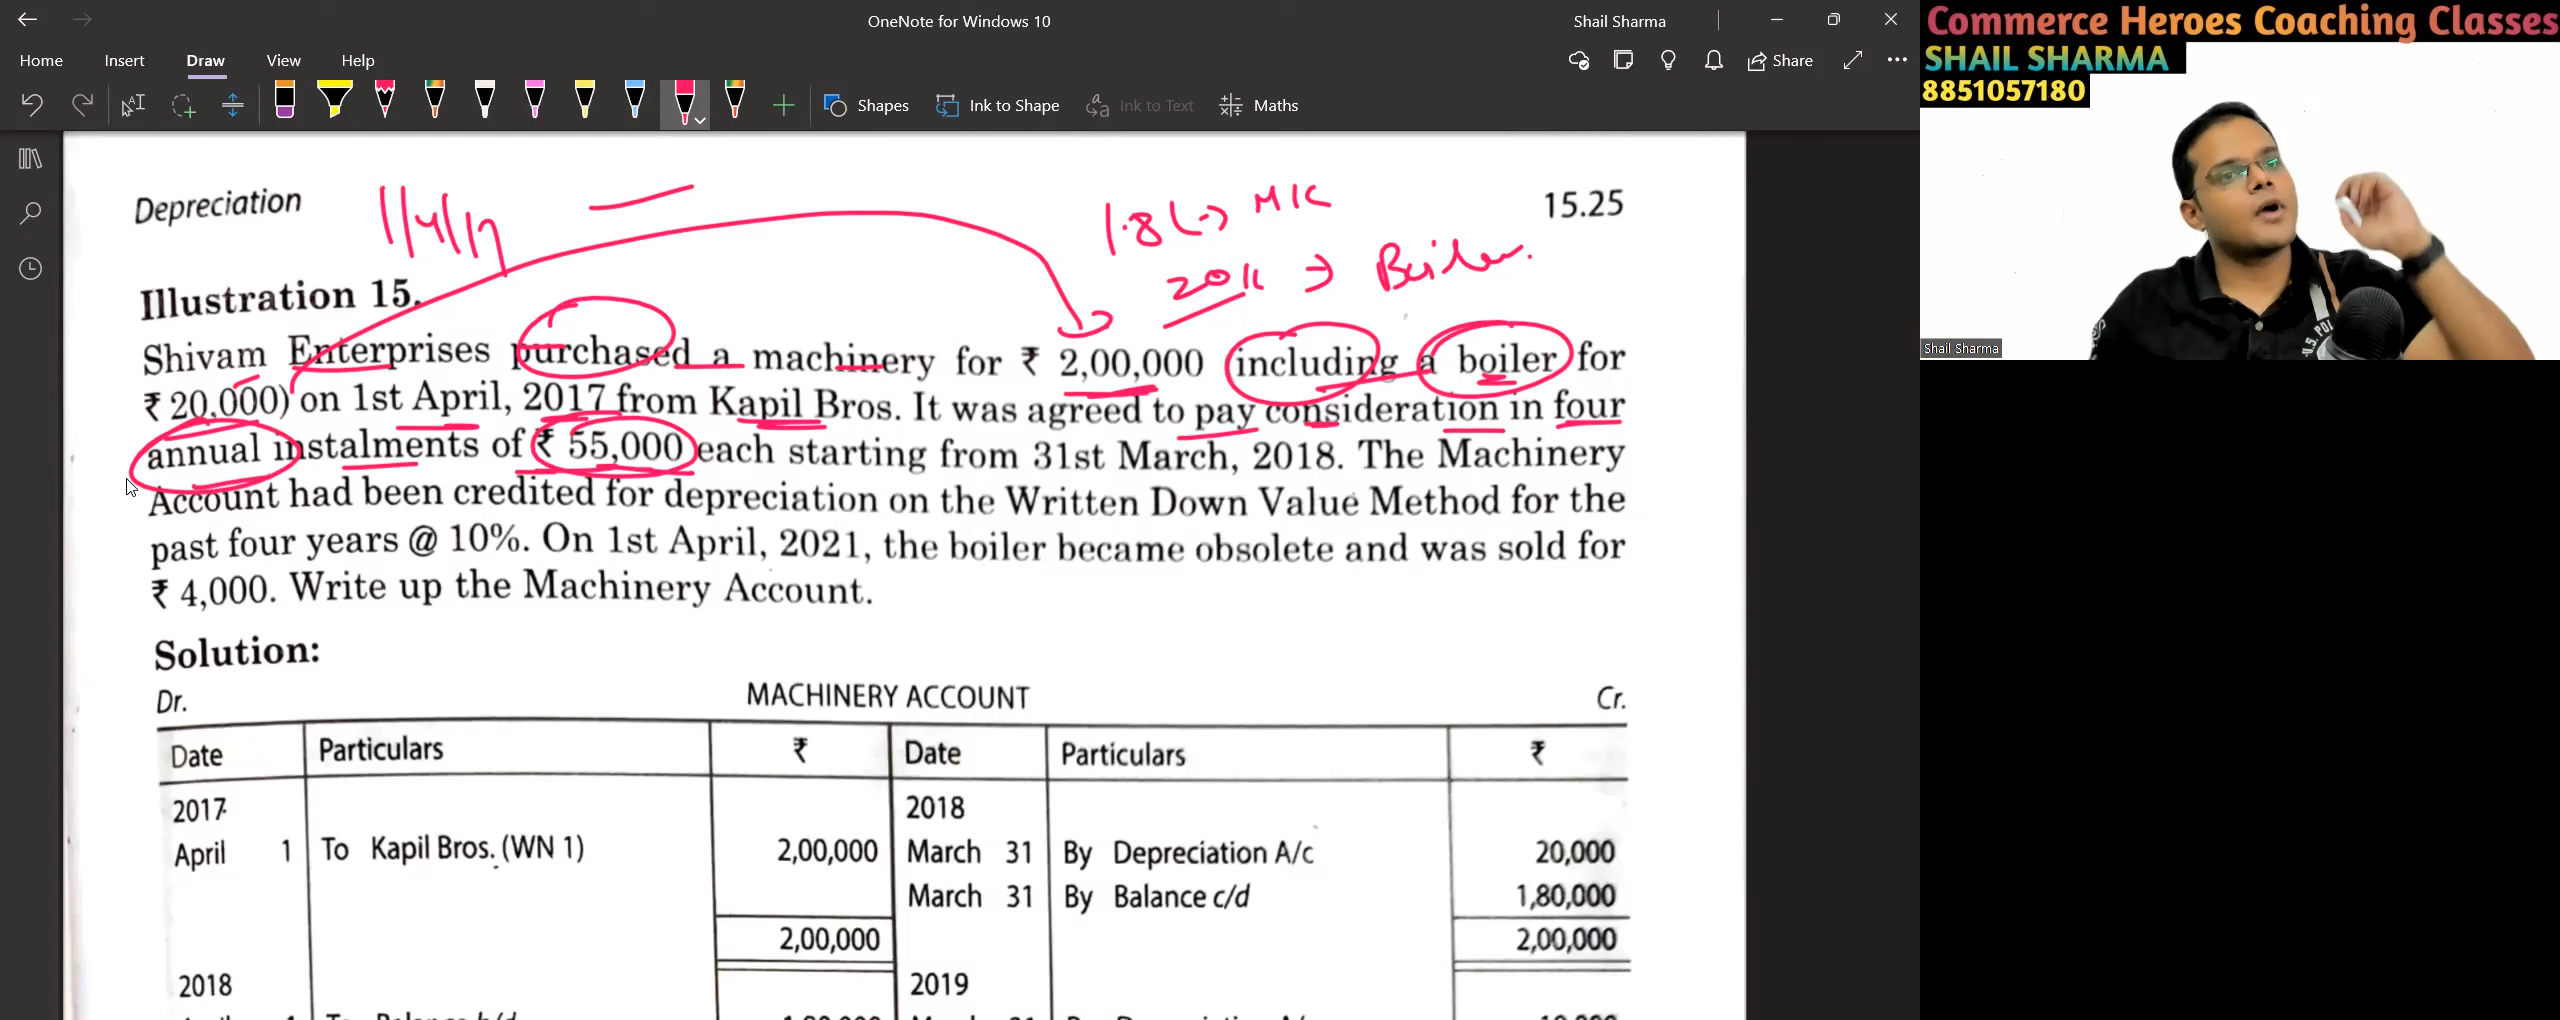 OneNote for Windows 10
Shail Sharma
Home Insert Draw View Help
Share
Shapes Ink to Shape Ink to Text Maths
Commerce Heroes Coaching Classes
SHAIL SHARMA
8851057180
Shail Sharma
Depreciation 1/4/17 15.25
1.8 (-) M/C
20K → Boiler.
Illustration 15.
Shivam Enterprises purchased a machinery for ₹ 2,00,000 (including a boiler for
₹ 20,000) on 1st April, 2017 from Kapil Bros. It was agreed to pay consideration in four
annual instalments of ₹ 55,000 each starting from 31st March, 2018. The Machinery
Account had been credited for depreciation on the Written Down Value Method for the
past four years @ 10%. On 1st April, 2021, the boiler became obsolete and was sold for
₹ 4,000. Write up the Machinery Account.
Solution:
Dr. MACHINERY ACCOUNT Cr.
Date Particulars ₹ Date Particulars ₹
2017 2018
April 1 To Kapil Bros. (WN 1) 2,00,000 March 31 By Depreciation A/c 20,000
March 31 By Balance c/d 1,80,000
2,00,000 2,00,000
2018 2019